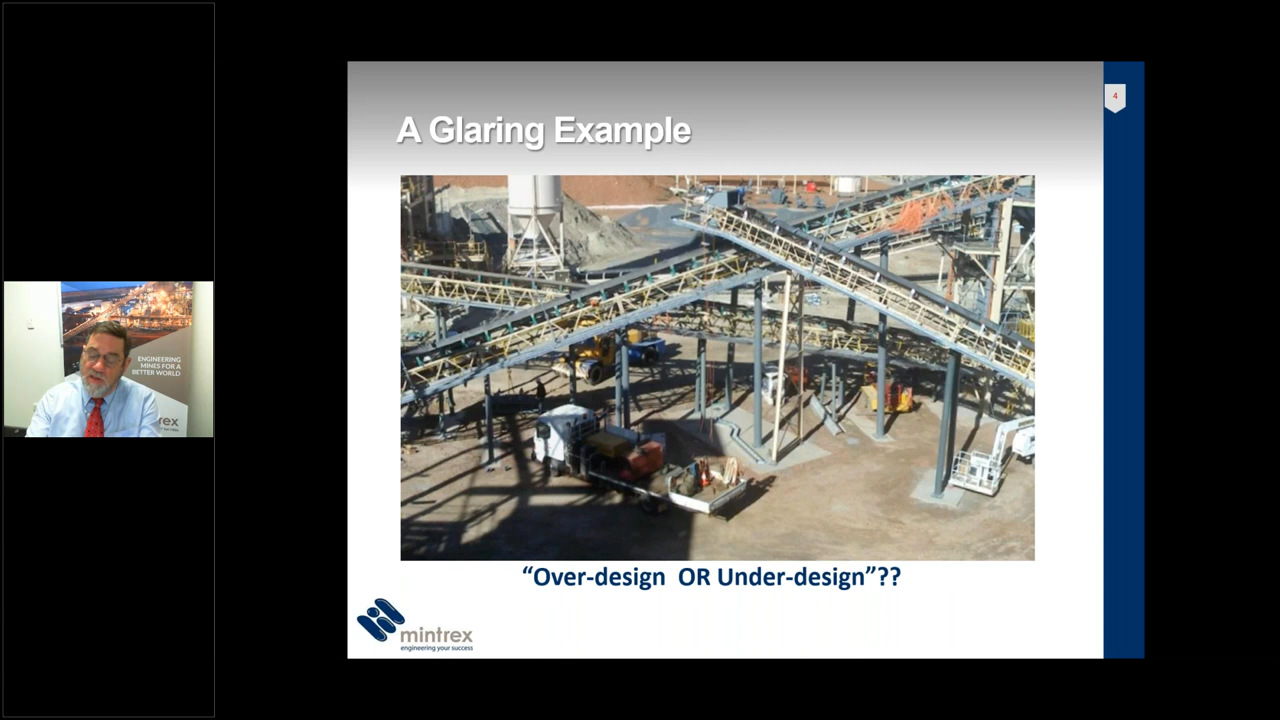 A Glaring Example
4
“Over-design OR Under-design”??
mintrex
engineering your success
ENGINEERING
MINES FOR A
BETTER WORLD